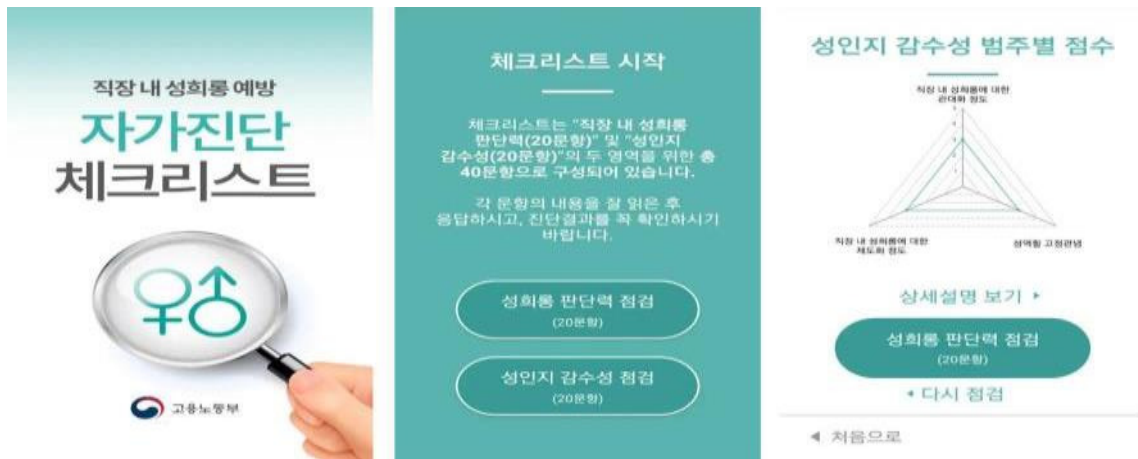 직장 내 성희롱 예방
자가진단
체크리스트
고용노동부
체크리스트 시작
체크리스트는 "직장 내 성희롱
판단력(20문항)" 및 "성인지
감수성(20문항)"의 두 영역을 위한 총
40문항으로 구성되어 있습니다.
각 문항의 내용을 잘 읽은 후
응답하시고, 진단결과를 꼭 확인하시기
바랍니다.
성희롱 판단력 점검
(20문항)
성인지 감수성 점검
(20문항)
성인지 감수성 범주별 점수
직장 내 성희롱에 대한
관대화 정도
직장 내 성희롱에 대한
제도화 정도
성역할 고정관념
상세설명 보기 ▸
성희롱 판단력 점검
(20문항)
◂ 다시 점검
◀ 처음으로